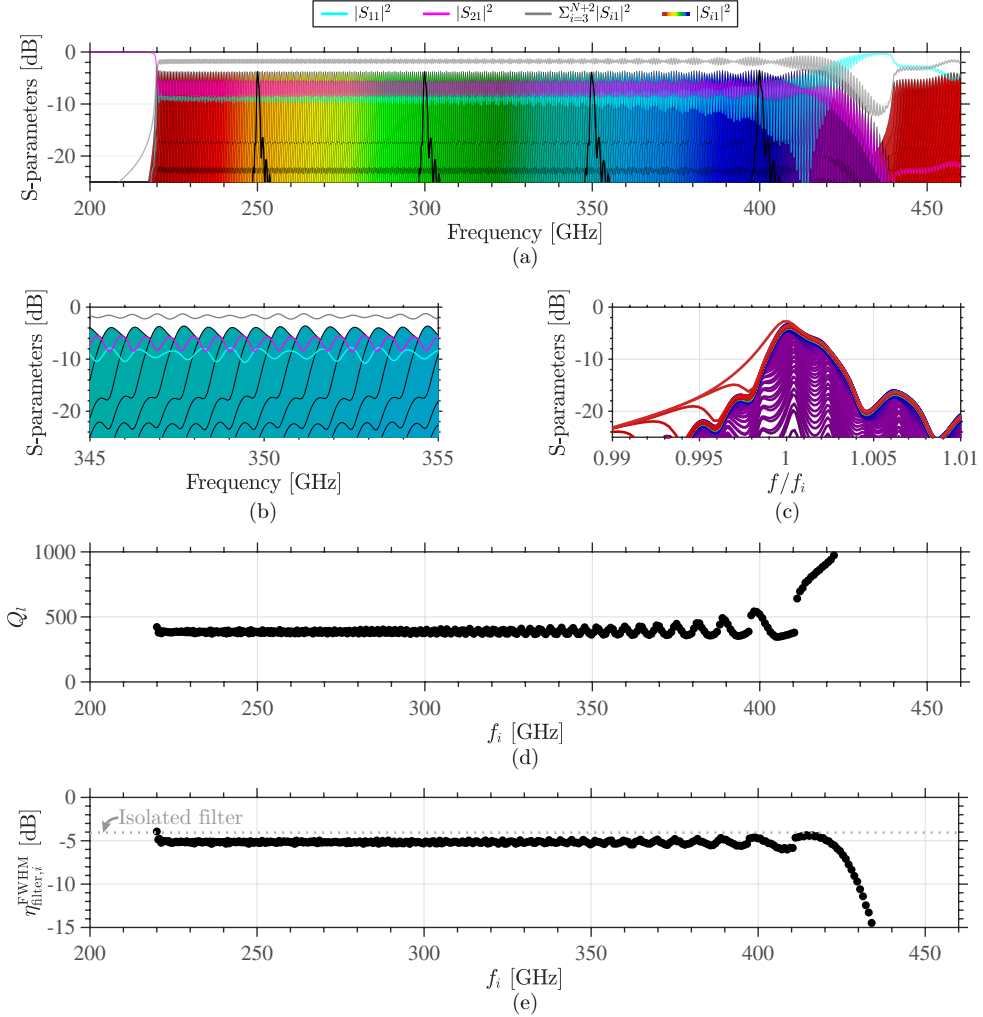 |S₁₁|² |S₂₁|² Σᵢ₌₃ᴺ⁺²|Sᵢ₁|² |Sᵢ₁|²
S-parameters [dB]
0
-10
-20
200 250 300 350 400 450
Frequency [GHz]
(a)
S-parameters [dB]
0
-10
-20
345 350 355
Frequency [GHz]
(b)
S-parameters [dB]
0
-10
-20
0.99 0.995 1 1.005 1.01
f/fᵢ
(c)
Qₗ
1000
500
0
200 250 300 350 400 450
fᵢ [GHz]
(d)
η_{filter,i}^{FWHM} [dB]
0
-5
-10
-15
Isolated filter
200 250 300 350 400 450
fᵢ [GHz]
(e)